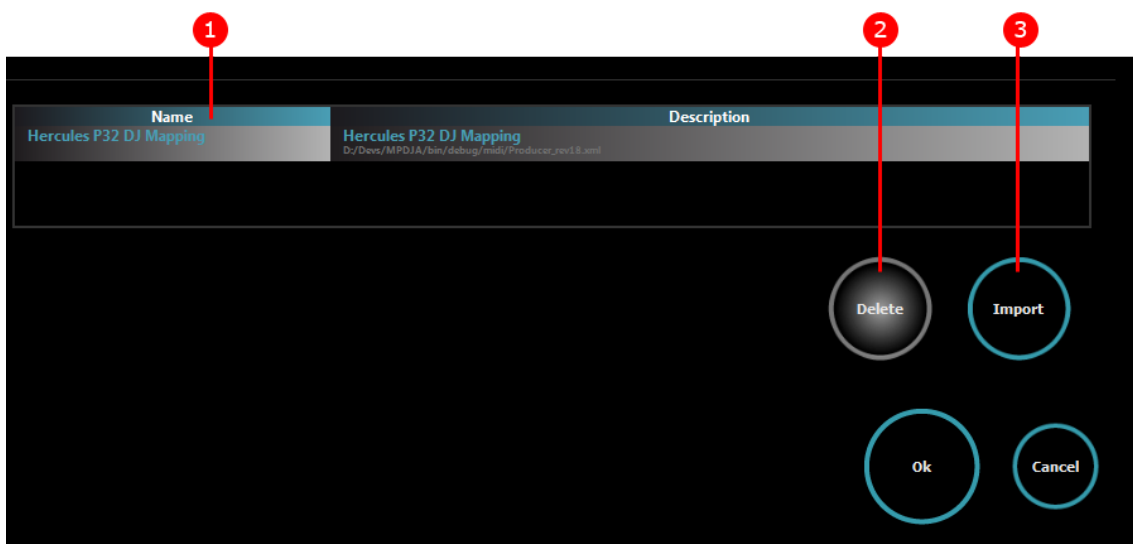 1
2
3
Name
Description
Hercules P32 DJ Mapping
Hercules P32 DJ Mapping
D:/Devs/MPDJA/bin/debug/midi/Producer_rev18.xml
Delete
Import
Ok
Cancel